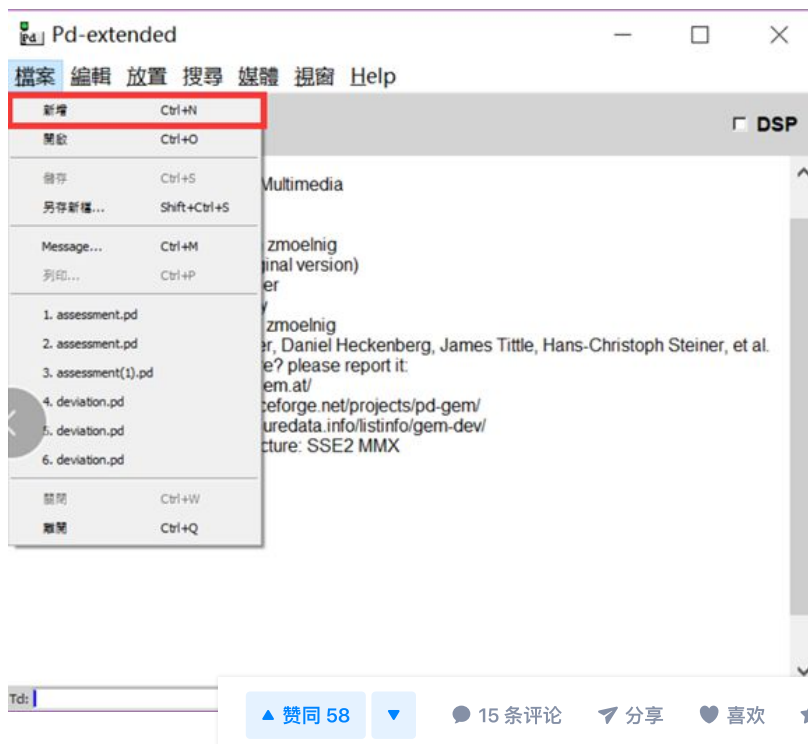 Pd-extended
檔案 編輯 放置 搜尋 媒體 視窗 Help
新增 Ctrl+N
開啟 Ctrl+O
DSP
儲存 Ctrl+S
另存新檔... Shift+Ctrl+S
Message... Ctrl+M
列印... Ctrl+P
1. assessment.pd
2. assessment.pd
3. assessment(1).pd
4. deviation.pd
5. deviation.pd
6. deviation.pd
關閉 Ctrl+W
離開 Ctrl+Q
Multimedia
zmoelnig
ginal version)
er
y
zmoelnig
er, Daniel Heckenberg, James Tittle, Hans-Christoph Steiner, et al.
e? please report it:
em.at/
ceforge.net/projects/pd-gem/
uredata.info/listinfo/gem-dev/
cture: SSE2 MMX
Td:
赞同 58
15 条评论
分享
喜欢